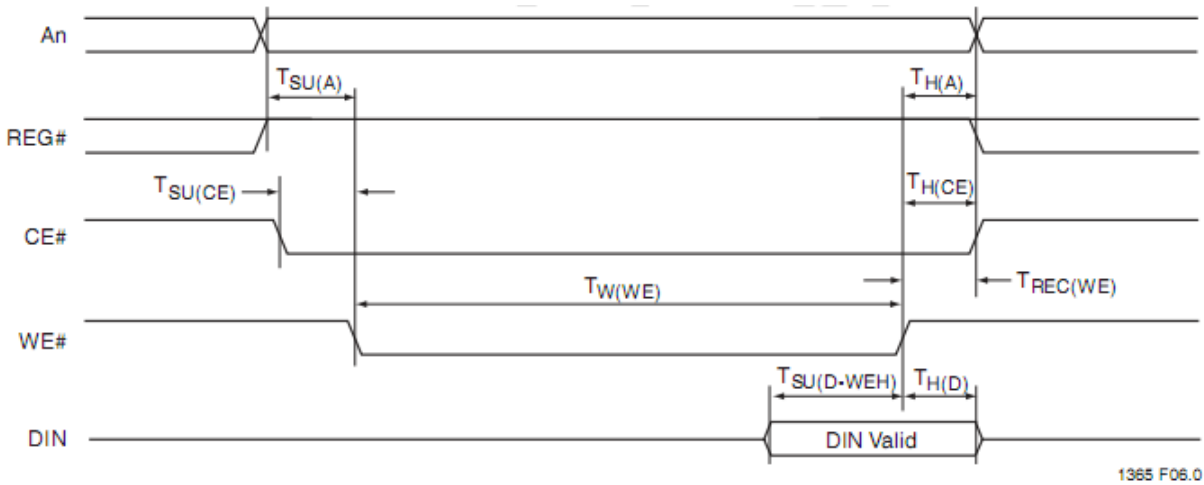 An
TSU(A)
TH(A)
REG#
TSU(CE)
TH(CE)
CE#
TW(WE)
TREC(WE)
WE#
TSU(D-WEH)
TH(D)
DIN
DIN Valid
1365 F06.0